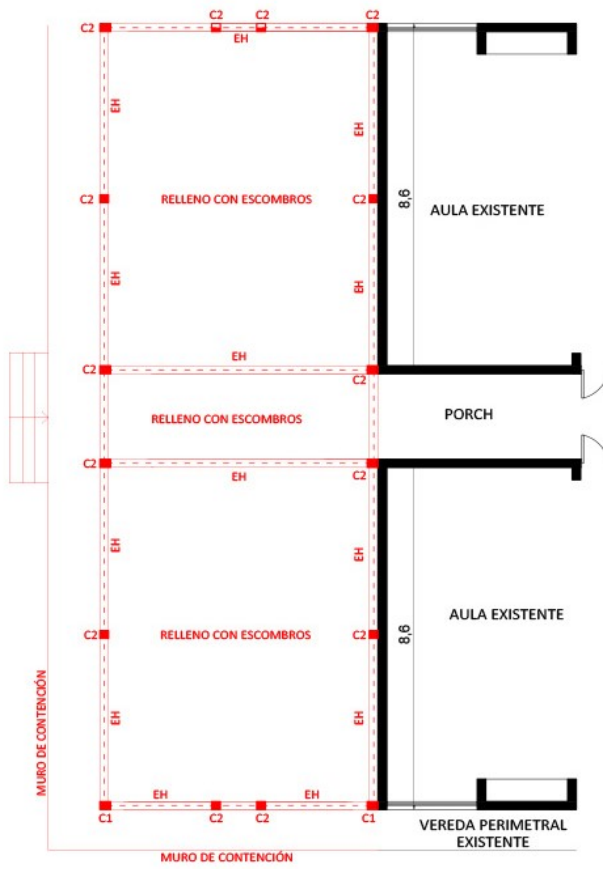 C2 C2 C2 C2
EH
EH
EH
C2 RELLENO CON ESCOMBROS C2 8,6 AULA EXISTENTE
EH
EH
EH
C2 C2
RELLENO CON ESCOMBROS PORCH
C2 C2
EH
EH
EH
AULA EXISTENTE
C2 RELLENO CON ESCOMBROS C2 8,6
MURO DE CONTENCIÓN
EH
EH
EH EH
C1 C2 C2 C1
VEREDA PERIMETRAL
EXISTENTE
MURO DE CONTENCIÓN